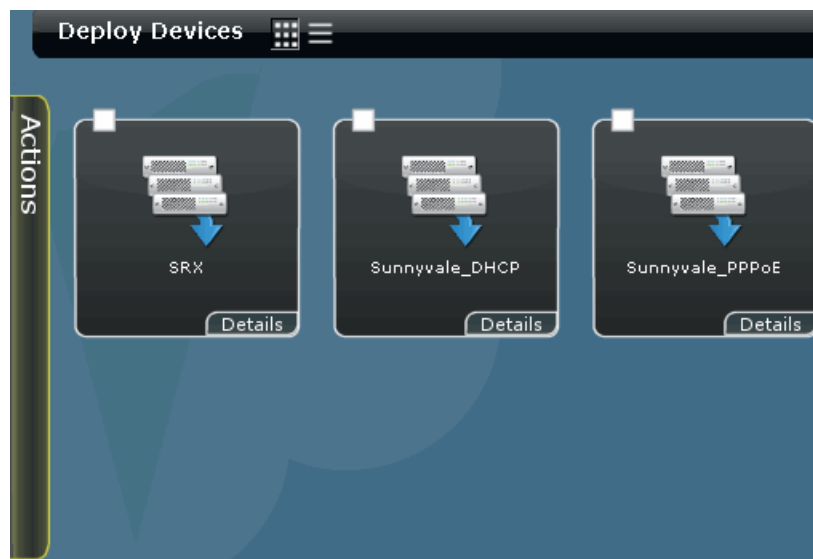 Deploy Devices
Actions
SRX
Sunnyvale_DHCP
Sunnyvale_PPPoE
Details
Details
Details